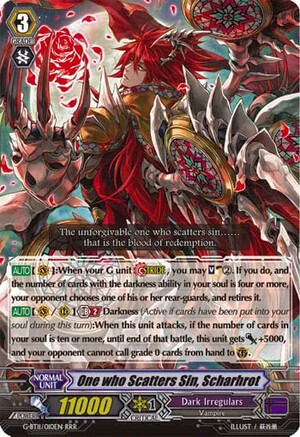 3
GRADE
The unforgivable one who scatters sin……
that is the blood of redemption.
AUTO :When your G unit STRIDE, you may 2. If you do, and
the number of cards with the darkness ability in your soul is four or more,
your opponent chooses one of his or her rear-guards, and retires it.
AUTO 1 2 Darkness (Active if cards have been put into your
soul during this turn):When this unit attacks, if the number of cards in
your soul is ten or more, until end of that battle, this unit gets +5000,
and your opponent cannot call grade 0 cards from hand to .
NORMAL
UNIT
One who Scatters Sin, Scharhrot
POWER
11000
1
CRITICAL
Dark Irregulars
Vampire
G-BT11/010EN RRR
ILLUST / 萩谷薫